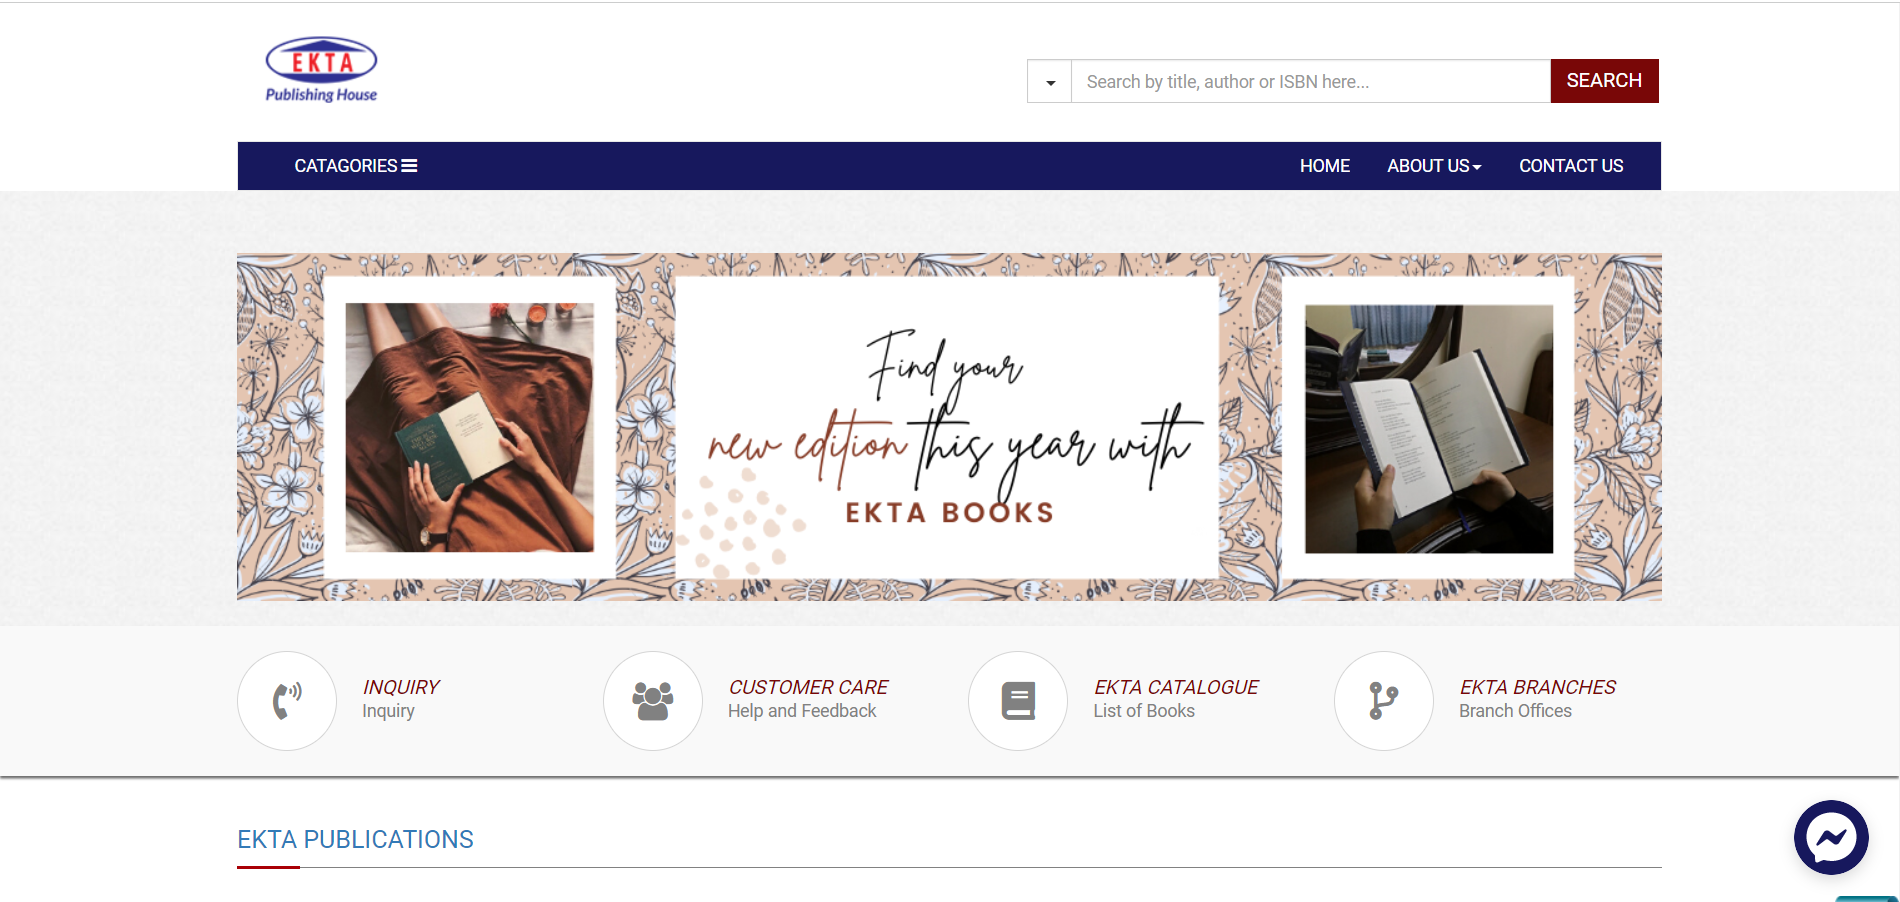 EKTA
Publishing House
Search by title, author or ISBN here...
SEARCH
CATAGORIES
HOME
ABOUT US
CONTACT US
Find your
new edition this year with
EKTA BOOKS
INQUIRY
Inquiry
CUSTOMER CARE
Help and Feedback
EKTA CATALOGUE
List of Books
EKTA BRANCHES
Branch Offices
EKTA PUBLICATIONS